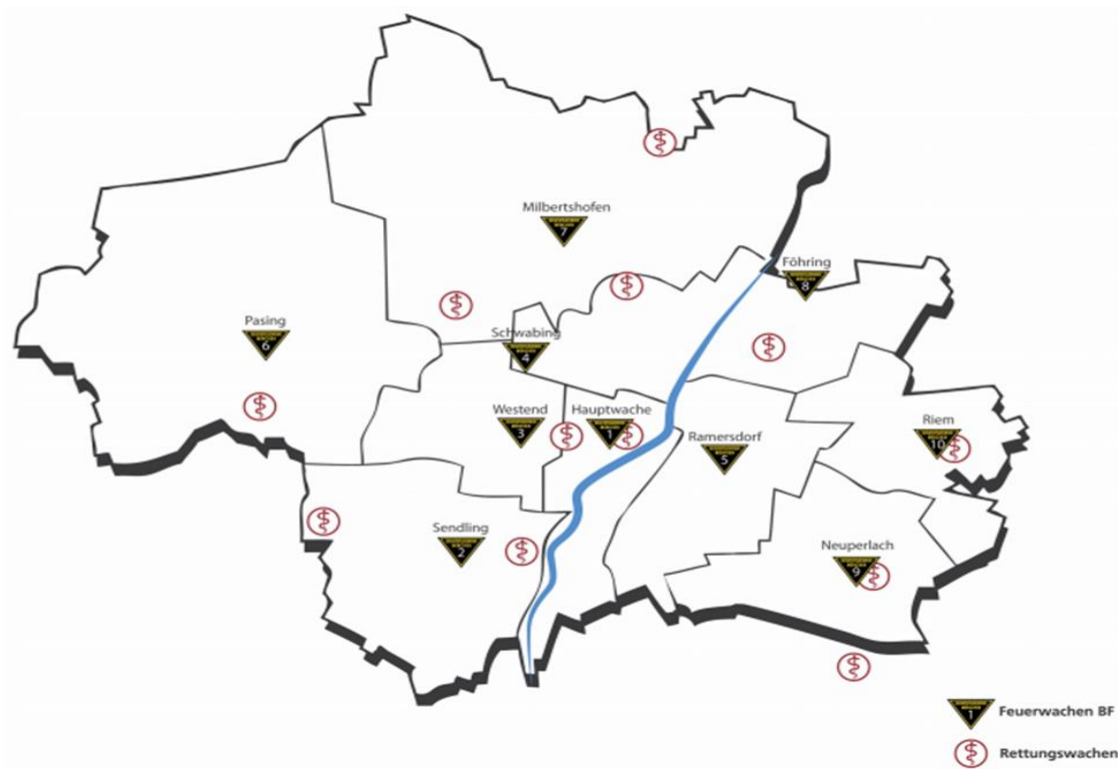 Milbertshofen
7
Föhring
8
Pasing
6
Schwabing
4
Westend
3
Hauptwache
1
Riem
10
Ramersdorf
5
Sendling
2
Neuperlach
9
1
Feuerwachen BF
Rettungswachen